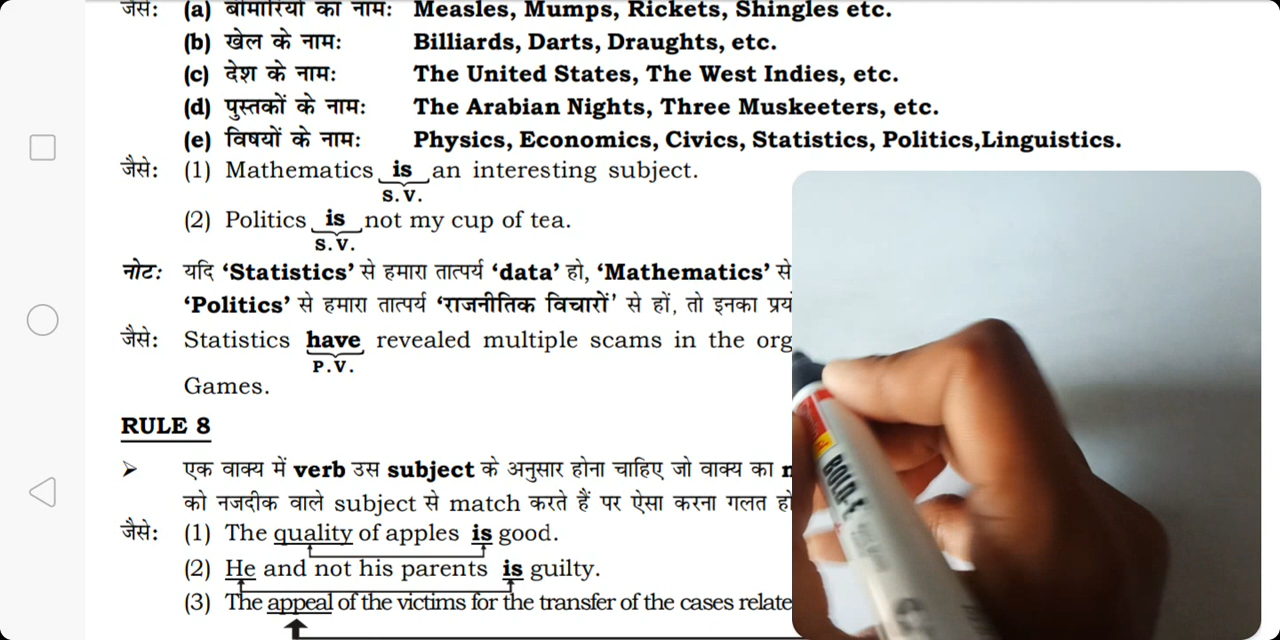 जैसे: (a) बीमारियों का नाम: Measles, Mumps, Rickets, Shingles etc.
(b) खेल के नाम: Billiards, Darts, Draughts, etc.
(c) देश के नाम: The United States, The West Indies, etc.
(d) पुस्तकों के नाम: The Arabian Nights, Three Muskeeters, etc.
(e) विषयों के नाम: Physics, Economics, Civics, Statistics, Politics,Linguistics.
जैसे: (1) Mathematics is an interesting subject.
S.V.
(2) Politics is not my cup of tea.
S.V.
नोट: यदि ‘Statistics’ से हमारा तात्पर्य ‘data’ हो, ‘Mathematics’ से
‘Politics’ से हमारा तात्पर्य ‘राजनीतिक विचारों’ से हों, तो इनका
जैसे: Statistics have revealed multiple scams in the
P.V.
Games.
RULE 8
➢ एक वाक्य में verb उस subject के अनुसार होना चाहिए जो वाक्य का
को नजदीक वाले subject से match करते हैं पर ऐसा करना गलत
जैसे: (1) The quality of apples is good.
(2) He and not his parents is guilty.
(3) The appeal of the victims for the transfer of the cases